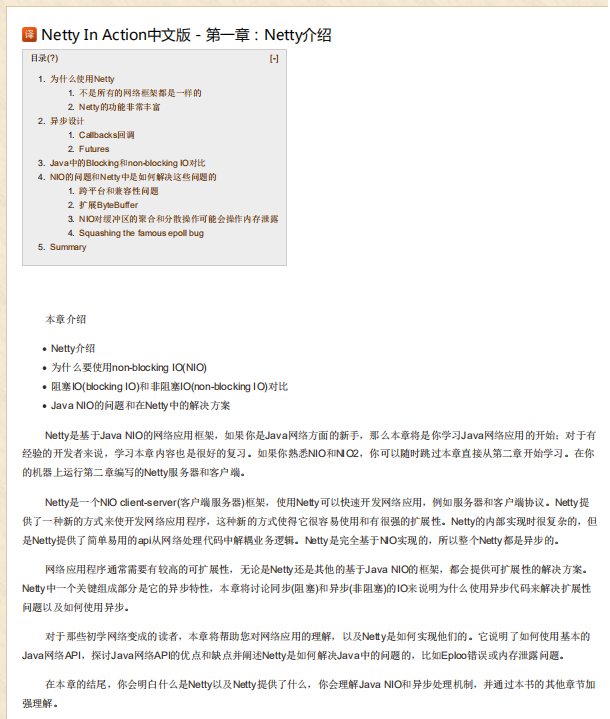 译 Netty In Action中文版 - 第一章：Netty介绍
目录(?) [-]
1. 为什么使用Netty
1. 不是所有的网络框架都是一样的
2. Netty的功能非常丰富
2. 异步设计
1. Callbacks回调
2. Futures
3. Java中的Blocking和non-blocking IO对比
4. NIO的问题和Netty中是如何解决这些问题的
1. 跨平台和兼容性问题
2. 扩展ByteBuffer
3. NIO对缓冲区的聚合和分散操作可能会操作内存泄露
4. Squashing the famous epoll bug
5. Summary
本章介绍
• Netty介绍
• 为什么要使用non-blocking IO(NIO)
• 阻塞IO(blocking IO)和非阻塞IO(non-blocking IO)对比
• Java NIO的问题和在Netty中的解决方案
Netty是基于Java NIO的网络应用框架，如果你是Java网络方面的新手，那么本章将是你学习Java网络应用的开始；对于有
经验的开发者来说，学习本章内容也是很好的复习。如果你熟悉NIO和NIO2，你可以随时跳过本章直接从第二章开始学习。在你
的机器上运行第二章编写的Netty服务器和客户端。
Netty是一个NIO client-server(客户端服务器)框架，使用Netty可以快速开发网络应用，例如服务器和客户端协议。Netty提
供了一种新的方式来使开发网络应用程序，这种新的方式使得它很容易使用和有很强的扩展性。Netty的内部实现时很复杂的，但
是Netty提供了简单易用的api从网络处理代码中解耦业务逻辑。Netty是完全基于NIO实现的，所以整个Netty都是异步的。
网络应用程序通常需要有较高的可扩展性，无论是Netty还是其他的基于Java NIO的框架，都会提供可扩展性的解决方案。
Netty中一个关键组成部分是它的异步特性，本章将讨论同步(阻塞)和异步(非阻塞)的IO来说明为什么使用异步代码来解决扩展性
问题以及如何使用异步。
对于那些初学网络变成的读者，本章将帮助您对网络应用的理解，以及Netty是如何实现他们的。它说明了如何使用基本的
Java网络API，探讨Java网络API的优点和缺点并阐述Netty是如何解决Java中的问题的，比如Eploo错误或内存泄露问题。
在本章的结尾，你会明白什么是Netty以及Netty提供了什么，你会理解Java NIO和异步处理机制，并通过本书的其他章节加
强理解。